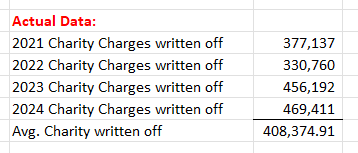 Actual Data:
2021 Charity Charges written off 377,137
2022 Charity Charges written off 330,760
2023 Charity Charges written off 456,192
2024 Charity Charges written off 469,411
Avg. Charity written off 408,374.91